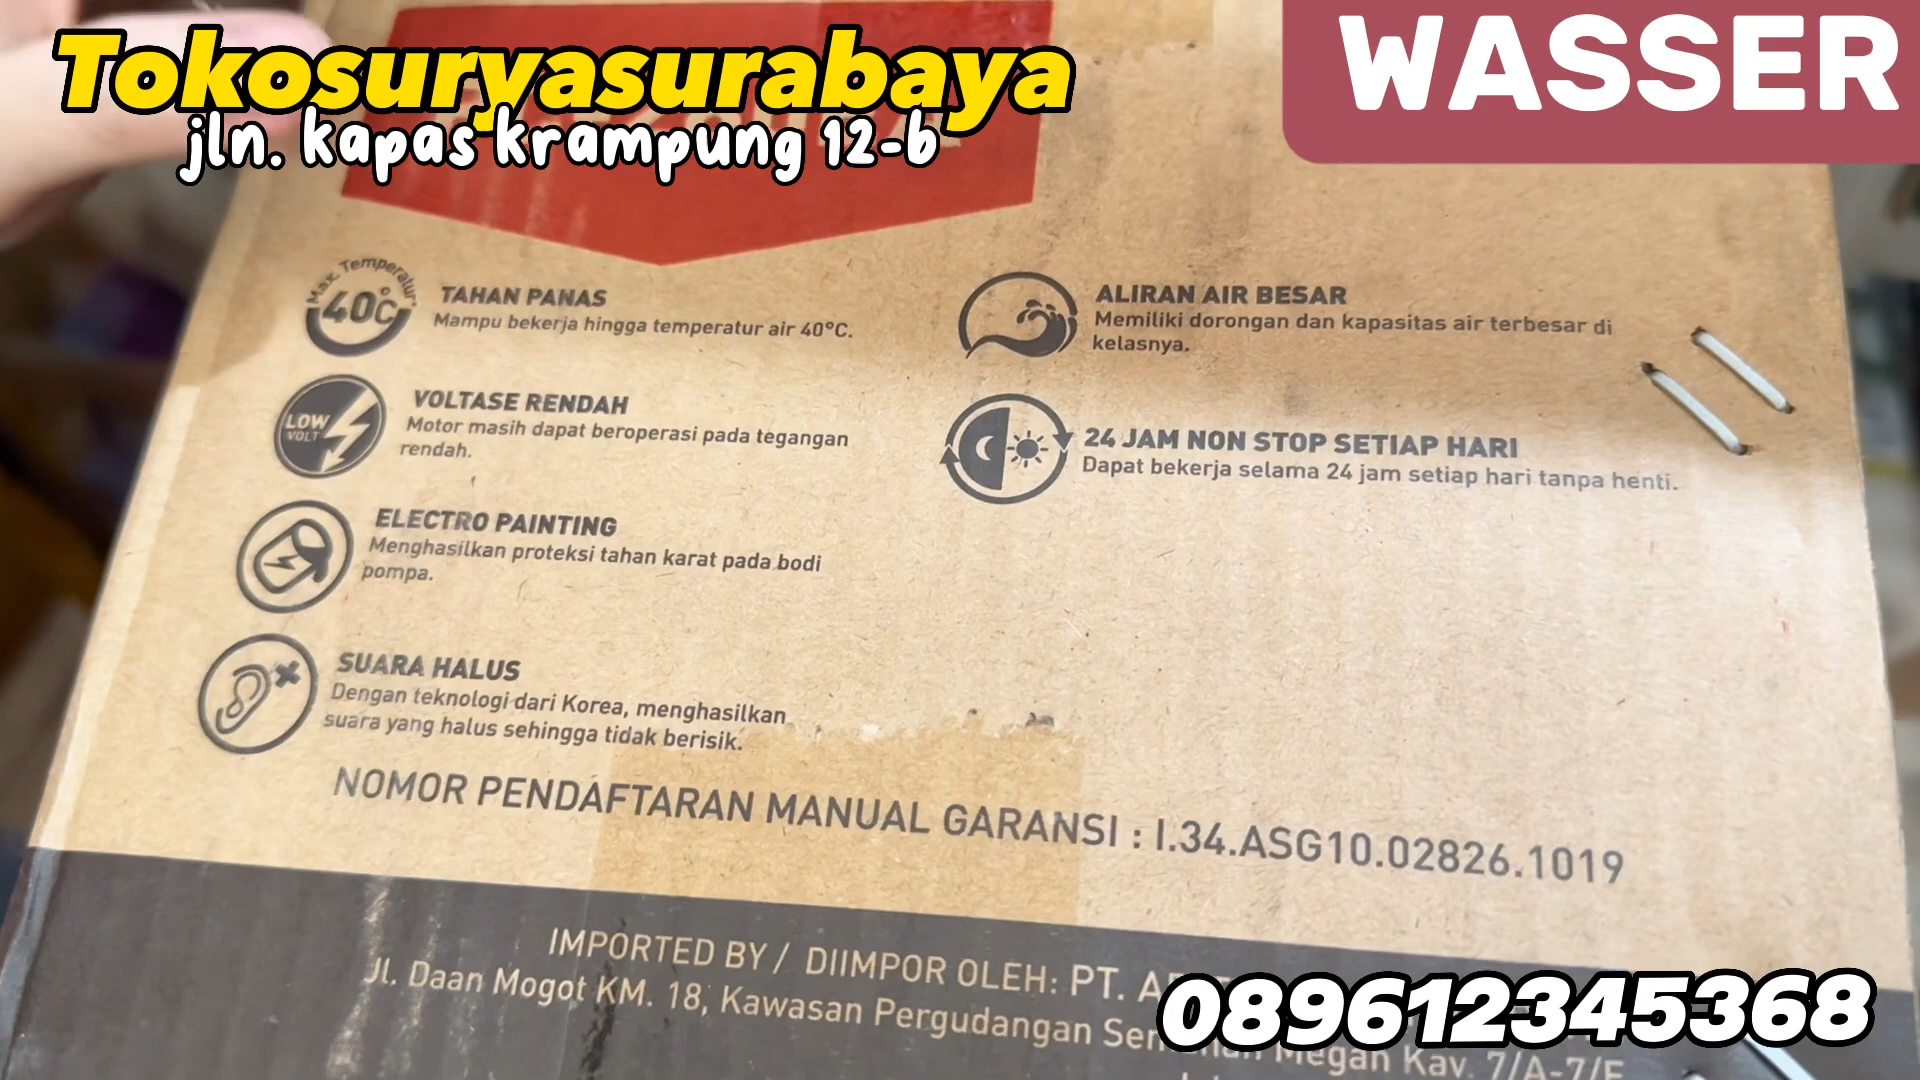 Tokosuryasurabaya
jln. kapas krampung 12-b
WASSER
Max. Temperatur
40°C
TAHAN PANAS
Mampu bekerja hingga temperatur air 40°C.
LOW
VOLT
VOLTASE RENDAH
Motor masih dapat beroperasi pada tegangan
rendah.
ELECTRO PAINTING
Menghasilkan proteksi tahan karat pada bodi
pompa.
SUARA HALUS
Dengan teknologi dari Korea, menghasilkan
suara yang halus sehingga tidak berisik.
ALIRAN AIR BESAR
Memiliki dorongan dan kapasitas air terbesar di
kelasnya.
24 JAM NON STOP SETIAP HARI
Dapat bekerja selama 24 jam setiap hari tanpa henti.
NOMOR PENDAFTARAN MANUAL GARANSI : I.34.ASG10.02826.1019
IMPORTED BY / DIIMPOR OLEH: PT.
Jl. Daan Mogot KM. 18, Kawasan Pergudangan Megah Kav. 7/A-7/E
089612345368